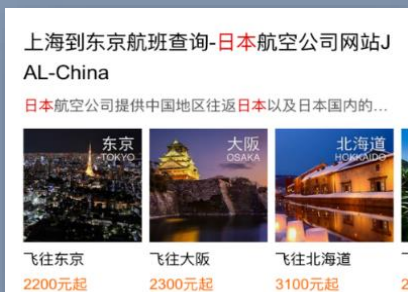 上海到东京航班查询-日本航空公司网站J
AL-China
日本航空公司提供中国地区往返日本以及日本国内的…
东京
TOKYO
大阪
OSAKA
北海道
HOKKAIDO
飞往东京
飞往大阪
飞往北海道
2200元起
2300元起
3100元起